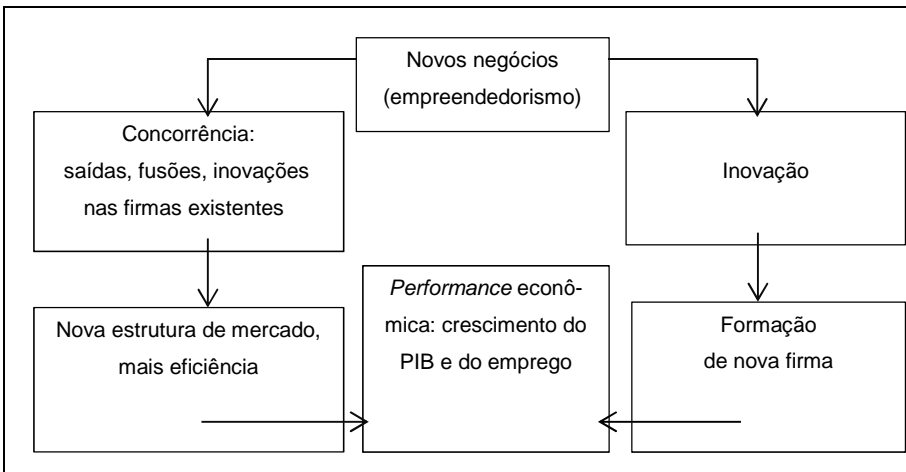 Novos negócios
(empreendedorismo)
Concorrência:
saídas, fusões, inovações
nas firmas existentes
Inovação
Nova estrutura de mercado,
mais eficiência
Performance econô-
mica: crescimento do
PIB e do emprego
Formação
de nova firma